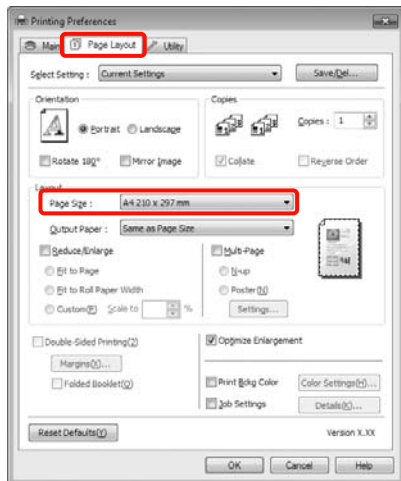 Printing Preferences
Main Page Layout Utility
Select Setting : Current Settings Save/Del...
Orientation Copies
Portrait Landscape Copies : 1
Rotate 180° Mirror Image Collate Reverse Order
Layout
Page Size : A4 210 x 297 mm
Output Paper : Same as Page Size
Reduce/Enlarge Multi-Page
Fit to Page N-up
Fit to Roll Paper Width Poster(N)
Custom(F) Scale to % Settings...
Double-Sided Printing(2) Optimize Enlargement
Margins(X)...
Folded Booklet(Q) Print Bckg Color Color Settings(H)...
Job Settings Details(K)...
Reset Defaults(Y) Version X.XX
OK Cancel Help